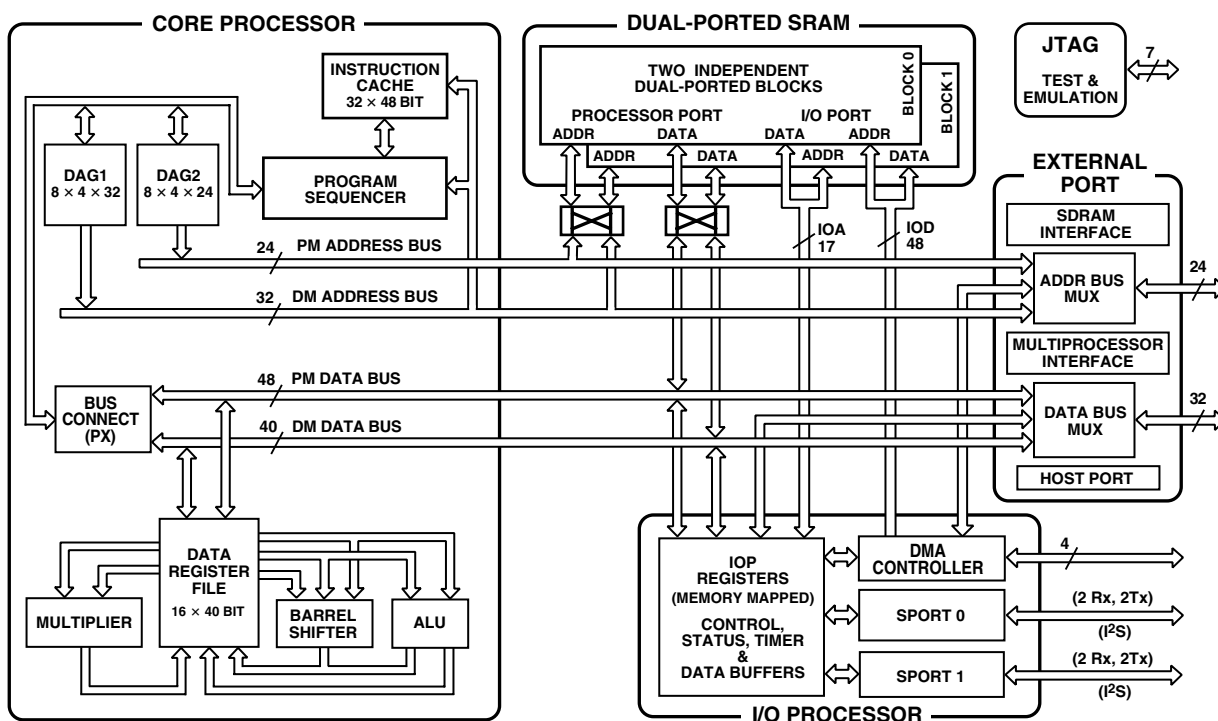 CORE PROCESSOR
INSTRUCTION
CACHE
32 × 48 BIT
DAG1
8 × 4 × 32
DAG2
8 × 4 × 24
PROGRAM
SEQUENCER
24
PM ADDRESS BUS
32
DM ADDRESS BUS
48
PM DATA BUS
40
DM DATA BUS
BUS
CONNECT
(PX)
DATA
REGISTER
FILE
16 × 40 BIT
MULTIPLIER
BARREL
SHIFTER
ALU
DUAL-PORTED SRAM
TWO INDEPENDENT
DUAL-PORTED BLOCKS
PROCESSOR PORT
I/O PORT
ADDR
DATA
DATA
ADDR
ADDR
DATA
ADDR
DATA
BLOCK 0
BLOCK 1
IOA
17
IOD
48
JTAG
TEST &
EMULATION
7
EXTERNAL
PORT
SDRAM
INTERFACE
ADDR BUS
MUX
24
MULTIPROCESSOR
INTERFACE
DATA BUS
MUX
32
HOST PORT
IOP
REGISTERS
(MEMORY MAPPED)
CONTROL,
STATUS, TIMER
&
DATA BUFFERS
DMA
CONTROLLER
4
SPORT 0
(2 Rx, 2Tx)
(I²S)
SPORT 1
(2 Rx, 2Tx)
(I²S)
I/O PROCESSOR